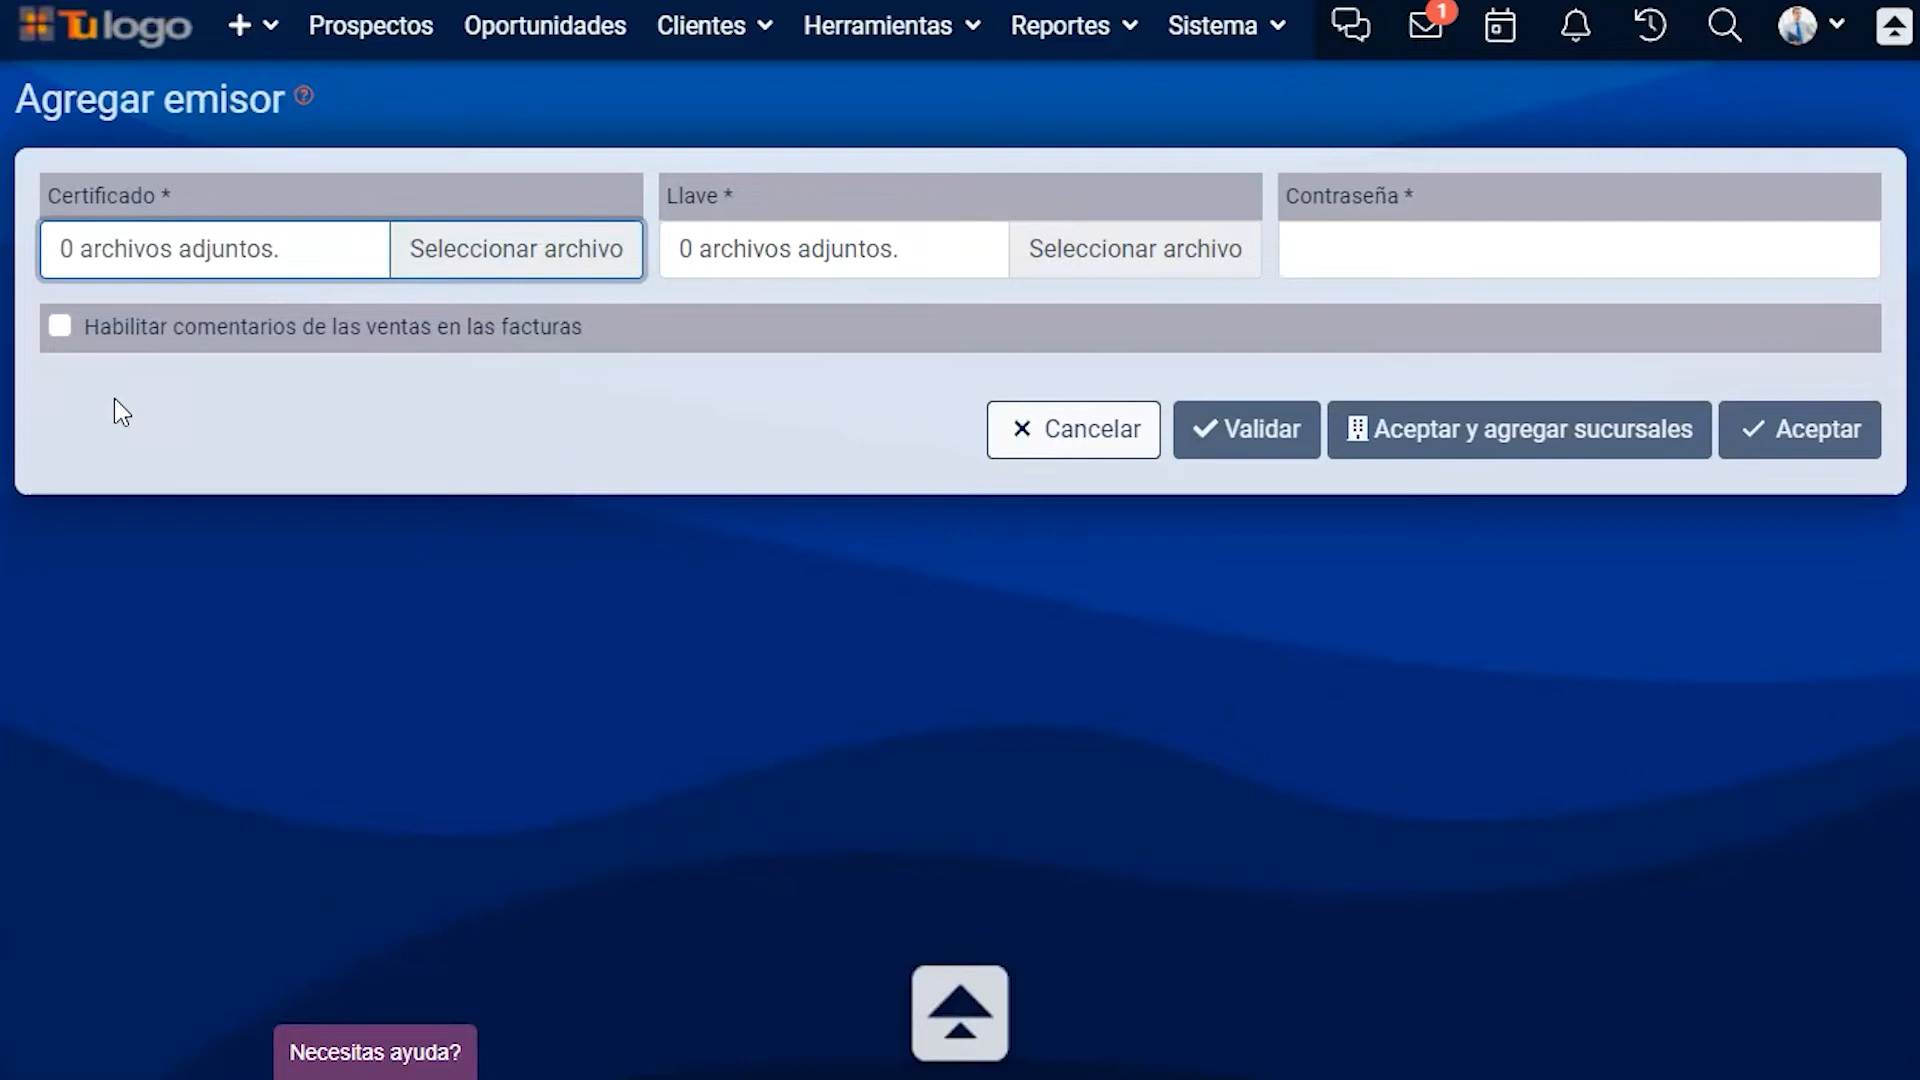 Tulogo
Prospectos
Oportunidades
Clientes
Herramientas
Reportes
Sistema
1
Agregar emisor ?
Certificado *
Llave *
Contraseña *
0 archivos adjuntos.
Seleccionar archivo
0 archivos adjuntos.
Seleccionar archivo
Habilitar comentarios de las ventas en las facturas
Cancelar
Validar
Aceptar y agregar sucursales
Aceptar
Necesitas ayuda?